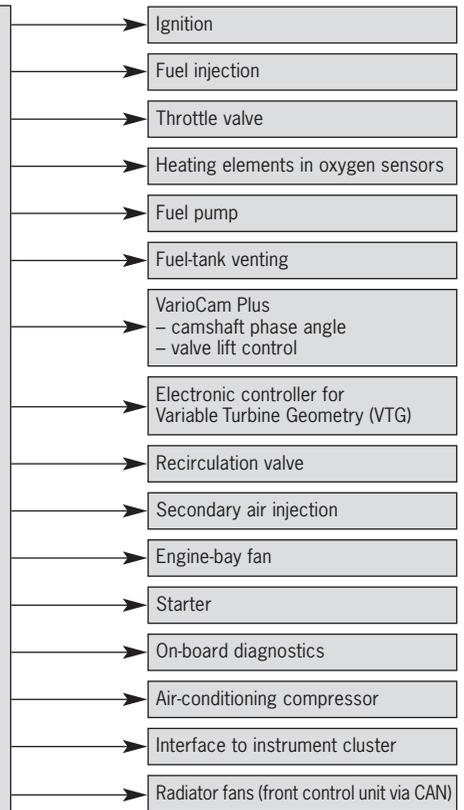 Ignition
Fuel injection
Throttle valve
Heating elements in oxygen sensors
Fuel pump
Fuel-tank venting
VarioCam Plus
– camshaft phase angle
– valve lift control
Electronic controller for
Variable Turbine Geometry (VTG)
Recirculation valve
Secondary air injection
Engine-bay fan
Starter
On-board diagnostics
Air-conditioning compressor
Interface to instrument cluster
Radiator fans (front control unit via CAN)